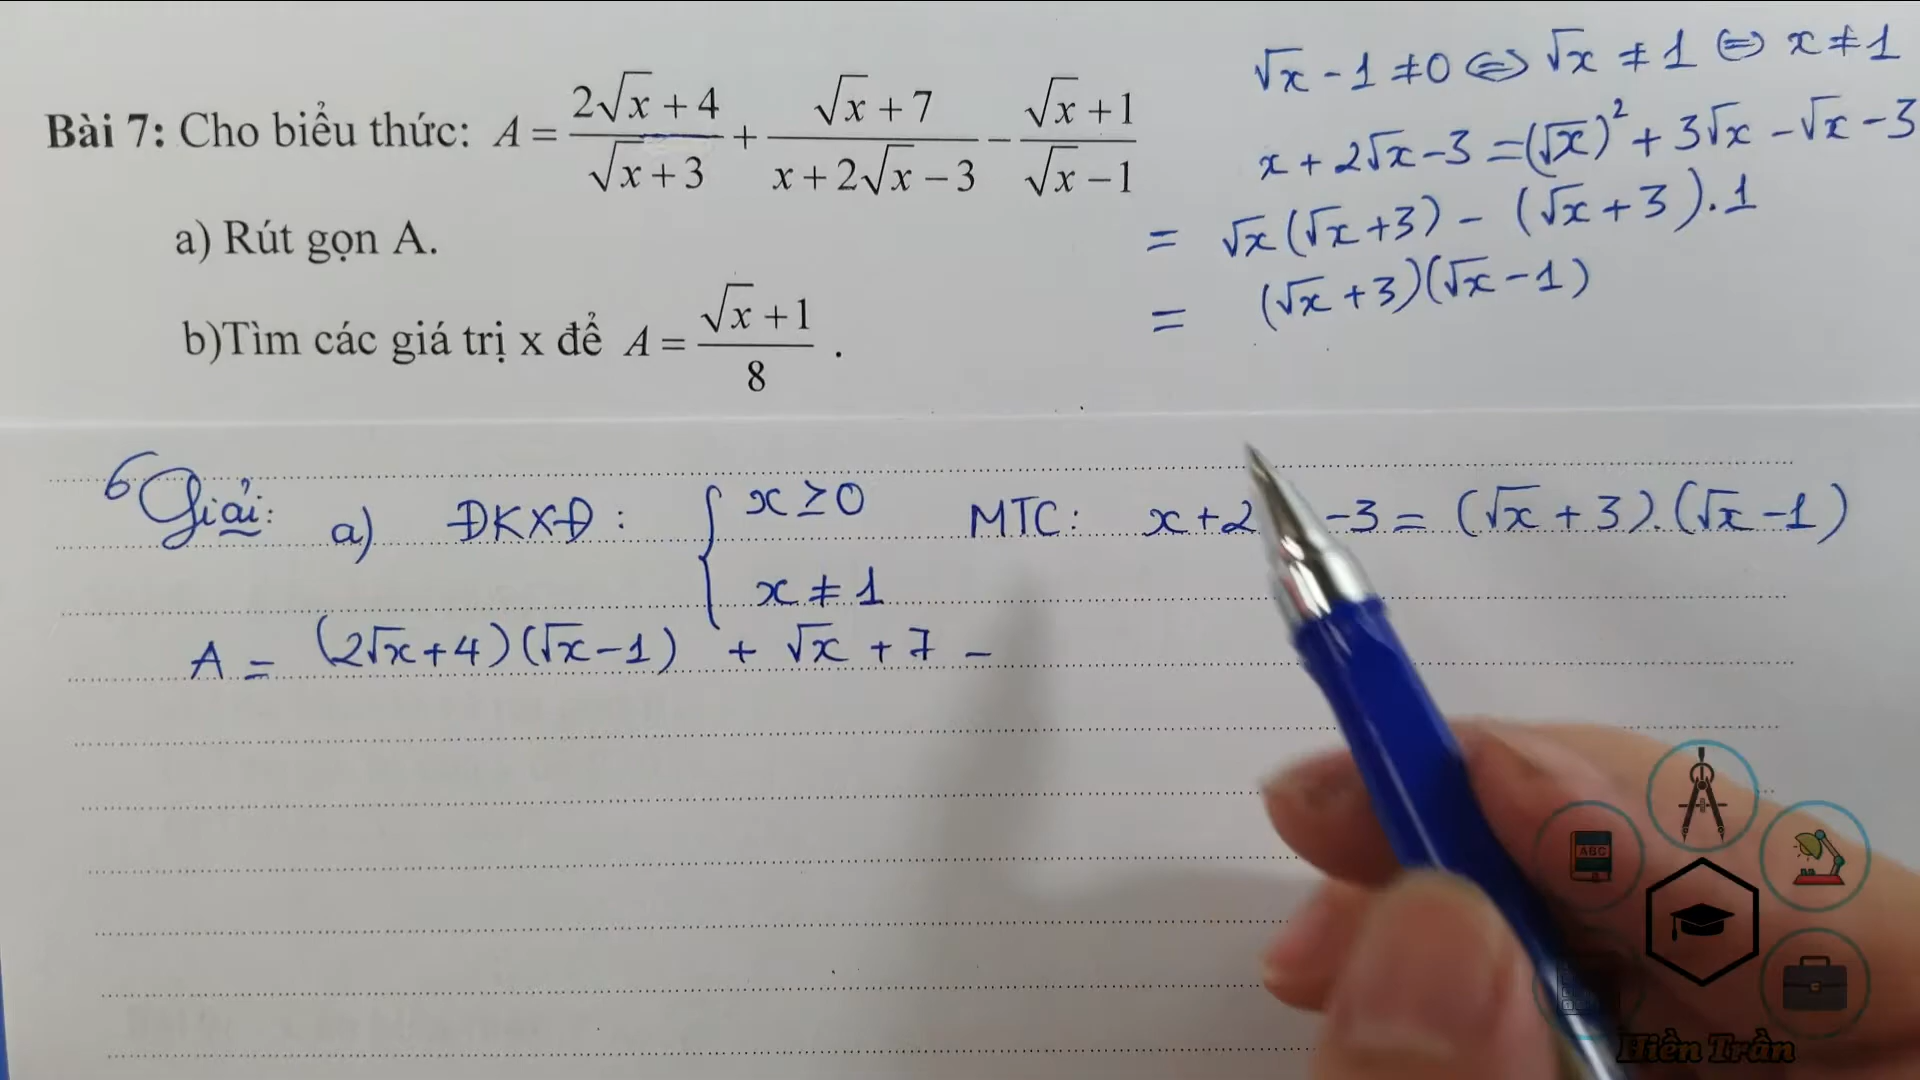 Bài 7: Cho biểu thức: A = (2√x + 4)/(√x + 3) + (√x + 7)/(x + 2√x − 3) − (√x + 1)/(√x − 1)
a) Rút gọn A.
b)Tìm các giá trị x để A = (√x + 1)/8 .
√x - 1 ≠ 0 ⇔ √x ≠ 1 ⇔ x ≠ 1
x + 2√x - 3 = (√x)² + 3√x - √x - 3
= √x(√x + 3) - (√x + 3).1
= (√x + 3)(√x - 1)
Giải: a) ĐKXĐ: { x ≥ 0 MTC: x + 2 -3 = (√x + 3).(√x - 1)
x ≠ 1
A = (2√x + 4)(√x - 1) + √x + 7 -
ABC
Hiền Trần